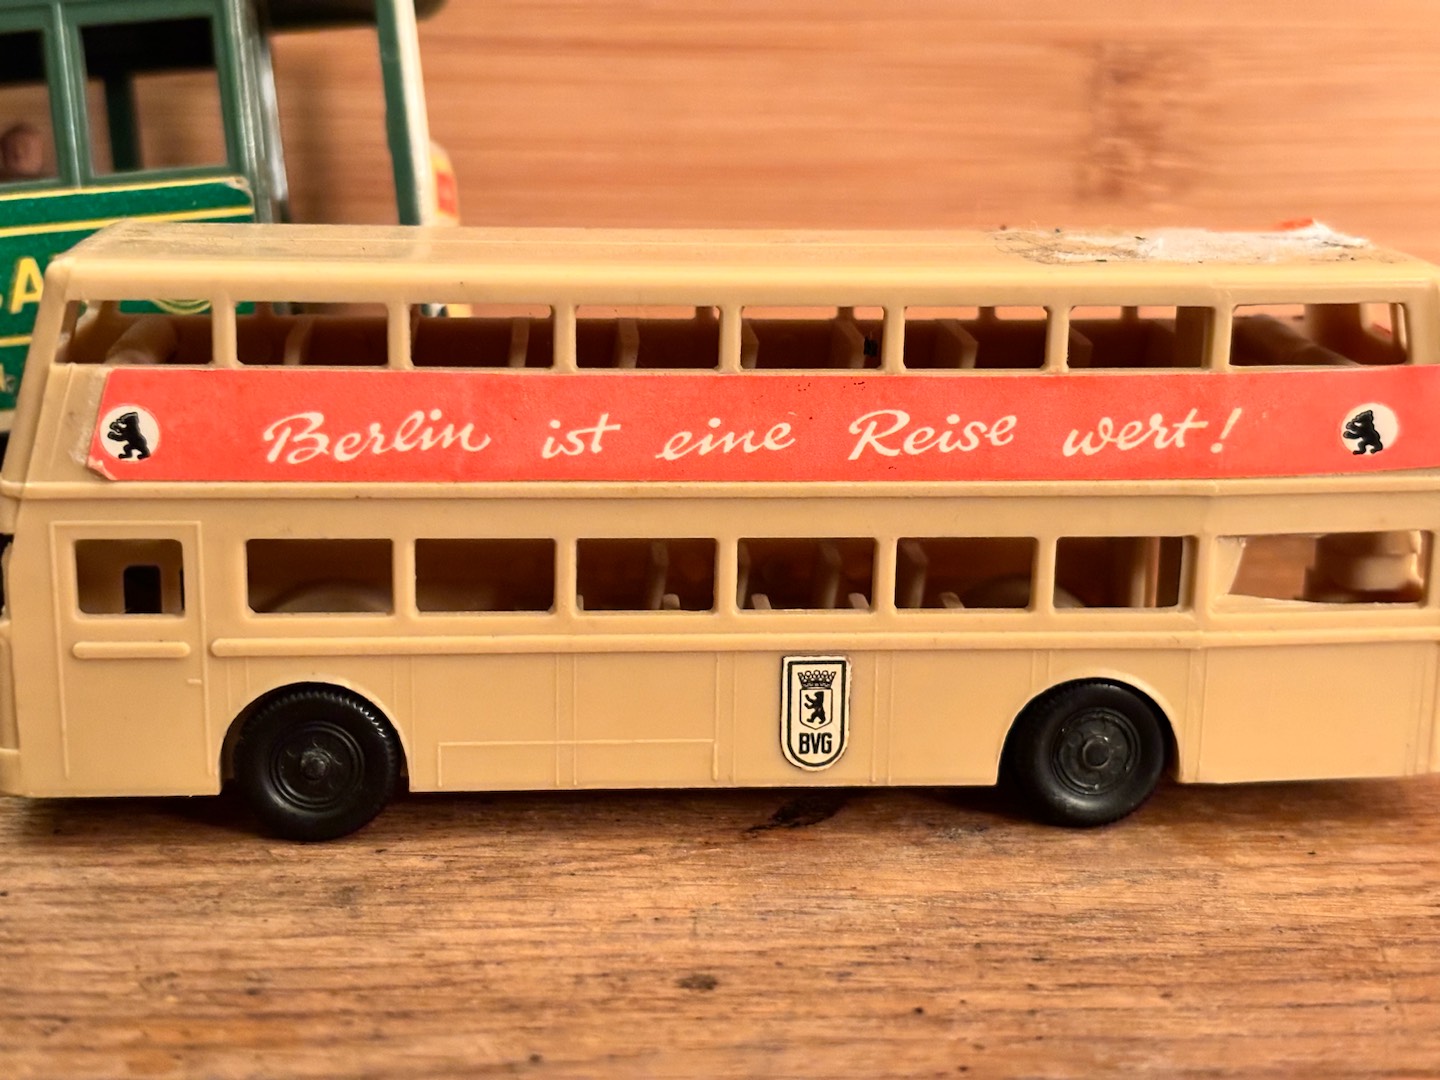 Berlin ist eine Reise wert!
BVG